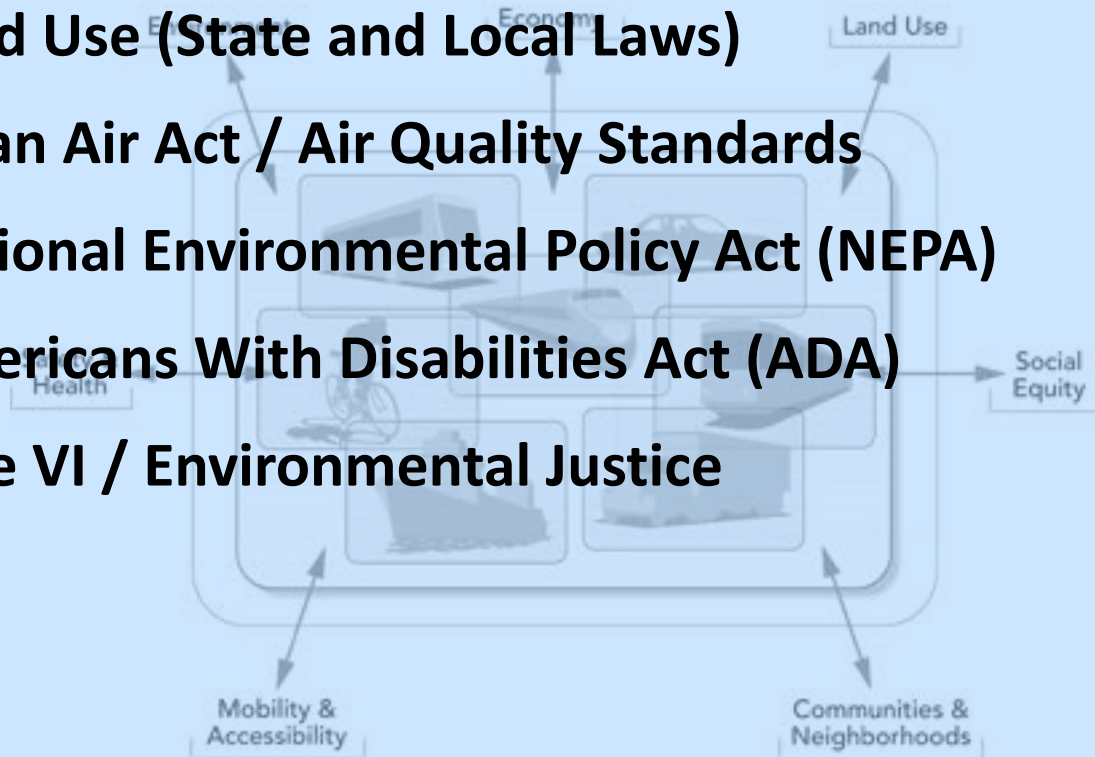 Environment Economy Land Use
d Use (State and Local Laws)
an Air Act / Air Quality Standards
ional Environmental Policy Act (NEPA)
ericans With Disabilities Act (ADA)
Health
Social
Equity
e VI / Environmental Justice
Mobility &
Accessibility
Communities &
Neighborhoods